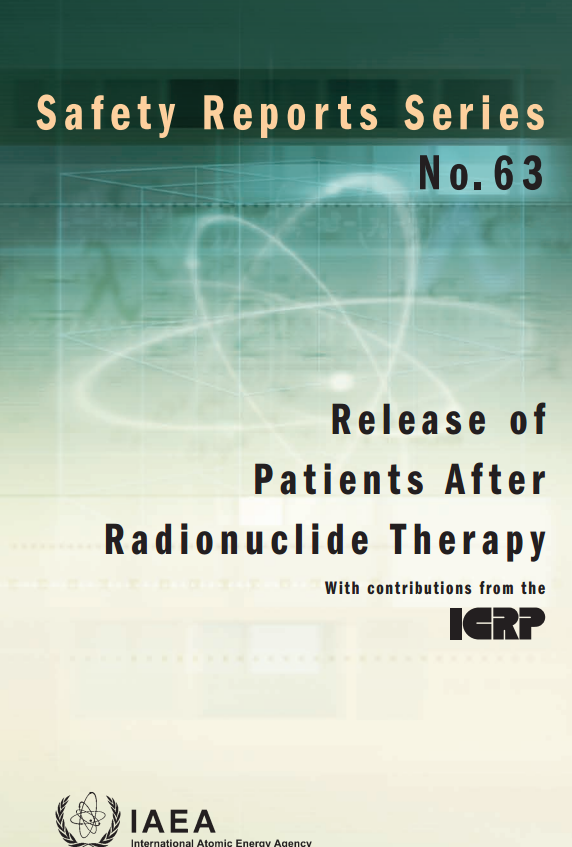 Safety Reports Series
No.63
Release of
Patients After
Radionuclide Therapy
With contributions from the
ICRP
IAEA
International Atomic Energy Agency